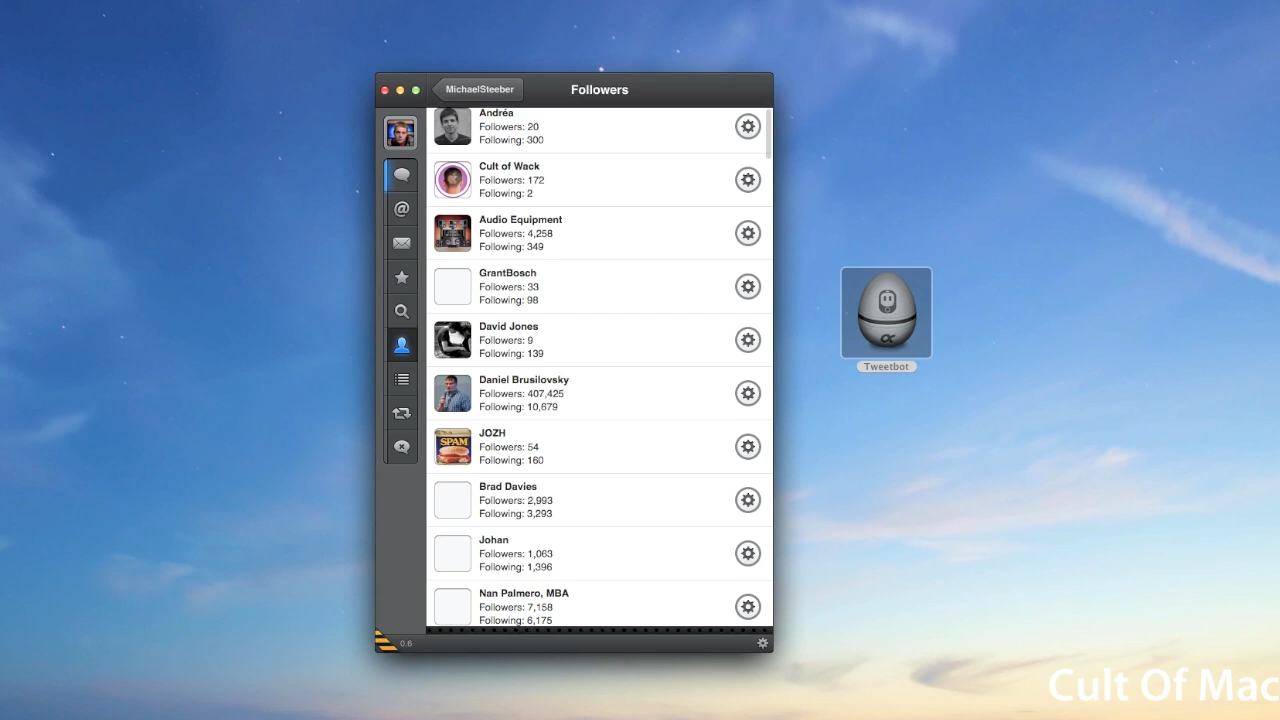 MichaelSteeber
Followers
Andréa
Followers: 20
Following: 300
Cult of Wack
Followers: 172
Following: 2
Audio Equipment
Followers: 4,258
Following: 349
GrantBosch
Followers: 33
Following: 98
David Jones
Followers: 9
Following: 139
Daniel Brusilovsky
Followers: 407,425
Following: 10,679
JOZH
Followers: 54
Following: 160
SPAM
Brad Davies
Followers: 2,993
Following: 3,293
Johan
Followers: 1,063
Following: 1,396
Nan Palmero, MBA
Followers: 7,158
Following: 6,175
0.6
Tweetbot
Cult Of Mac